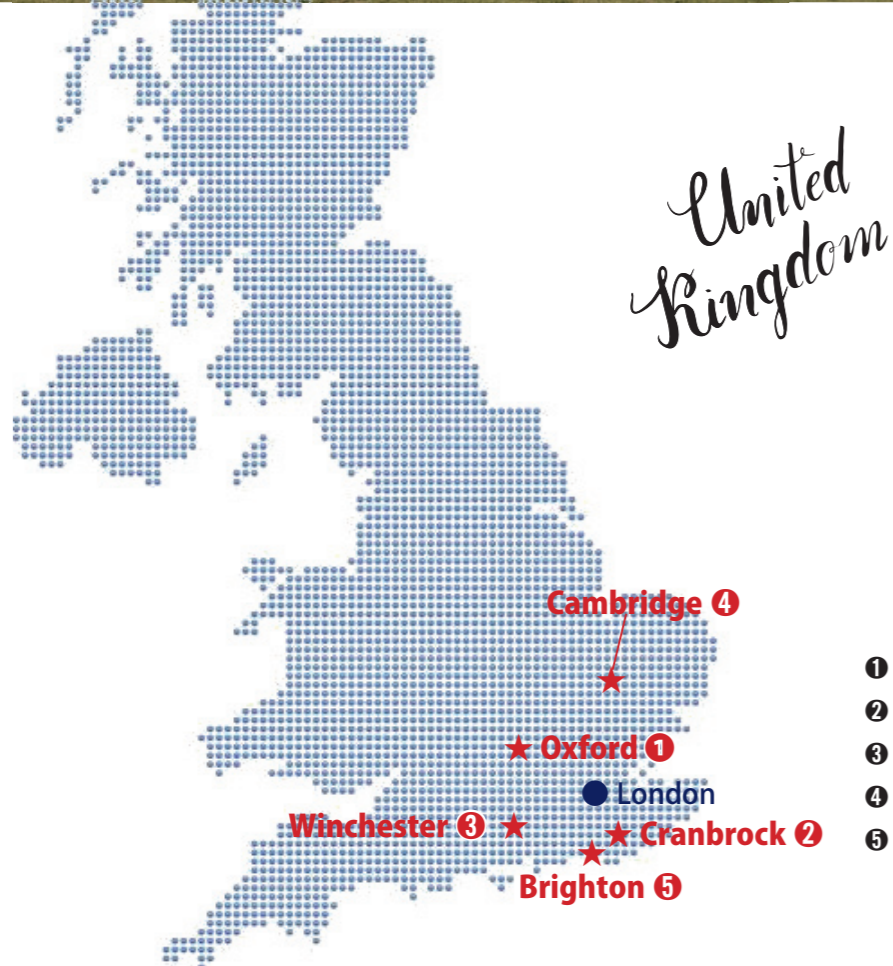 United
Kingdom
Cambridge ❹
❶
❷
Oxford ❶
❸
London
❹
Winchester ❸
Cranbrock ❷
❺
Brighton ❺